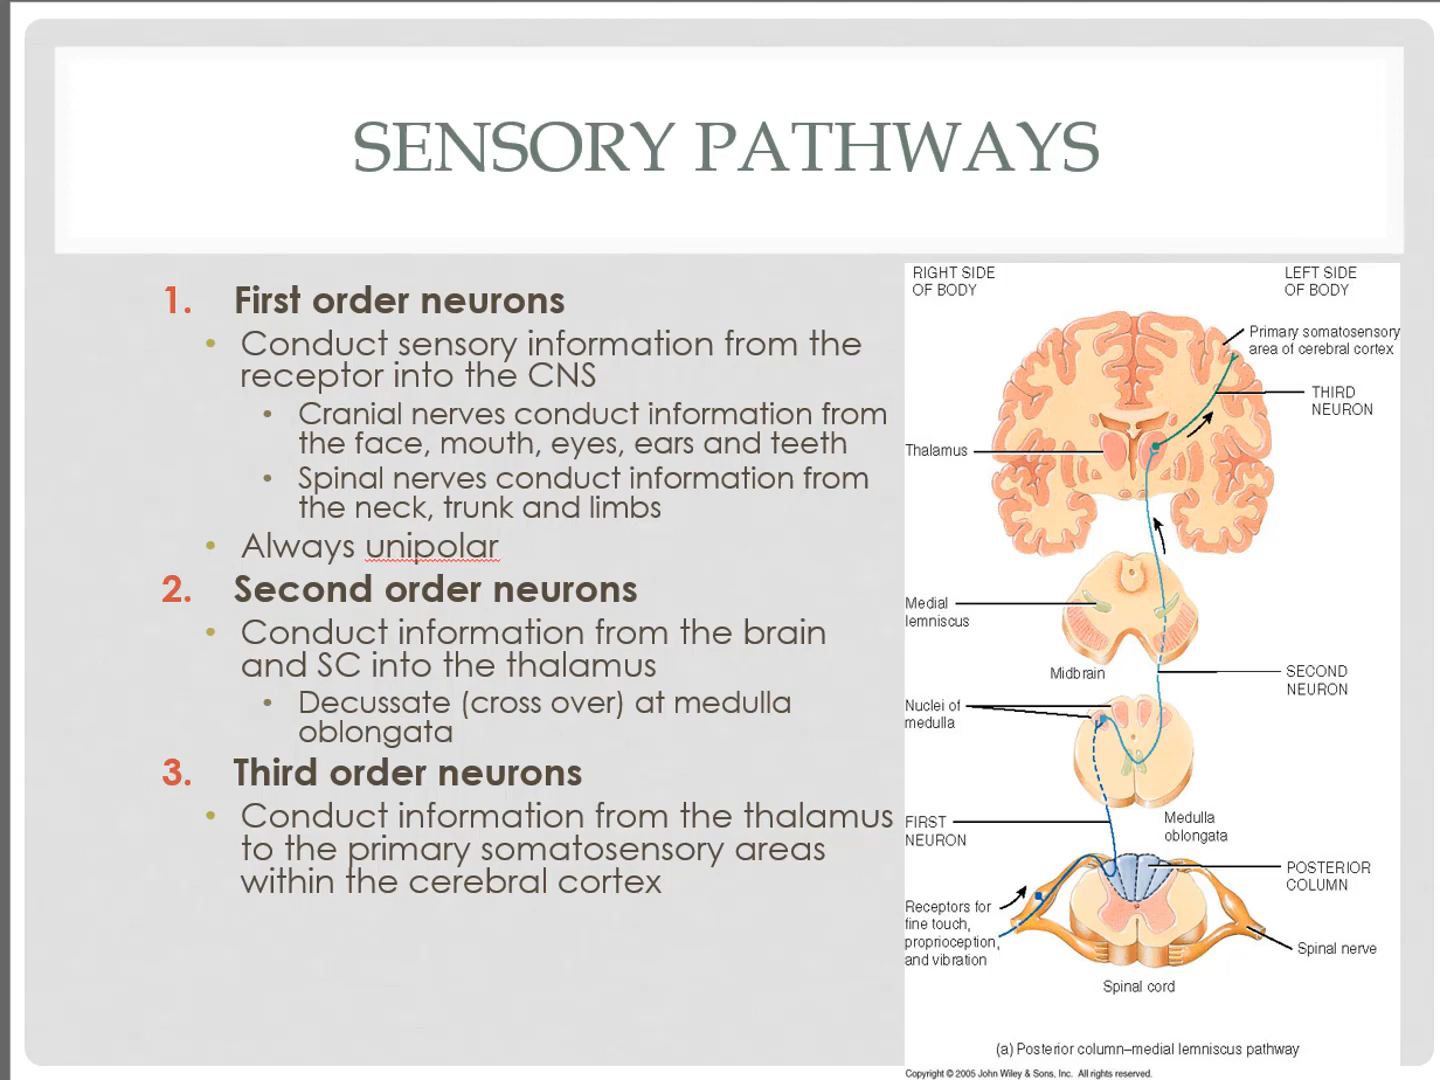 SENSORY PATHWAYS
1. First order neurons
• Conduct sensory information from the
receptor into the CNS
• Cranial nerves conduct information from
the face, mouth, eyes, ears and teeth
• Spinal nerves conduct information from
the neck, trunk and limbs
• Always unipolar
2. Second order neurons
• Conduct information from the brain
and SC into the thalamus
• Decussate (cross over) at medulla
oblongata
3. Third order neurons
• Conduct information from the thalamus
to the primary somatosensory areas
within the cerebral cortex
RIGHT SIDE
OF BODY
LEFT SIDE
OF BODY
Primary somatosensory
area of cerebral cortex
THIRD
NEURON
Thalamus
Medial
lemniscus
Midbrain
SECOND
NEURON
Nuclei of
medulla
FIRST
NEURON
Medulla
oblongata
POSTERIOR
COLUMN
Receptors for
fine touch,
proprioception,
and vibration
Spinal nerve
Spinal cord
(a) Posterior column–medial lemniscus pathway
Copyright © 2005 John Wiley & Sons, Inc. All rights reserved.